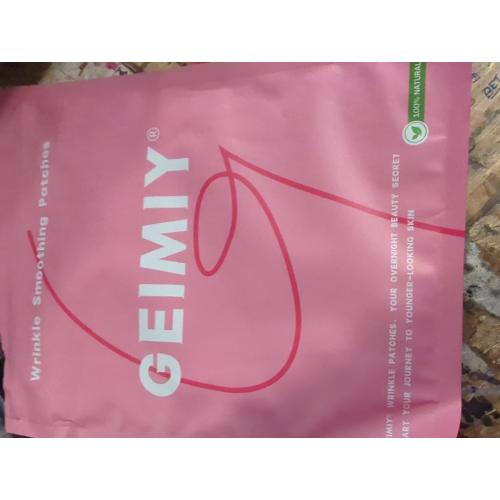 Wrinkle Smoothing Patches
GEIMIY®
WRINKLE PATCHES. YOUR OVERNIGHT BEAUTY SECRET
YOUR JOURNEY TO YOUNGER-LOOKING SKIN
100% NATURAL